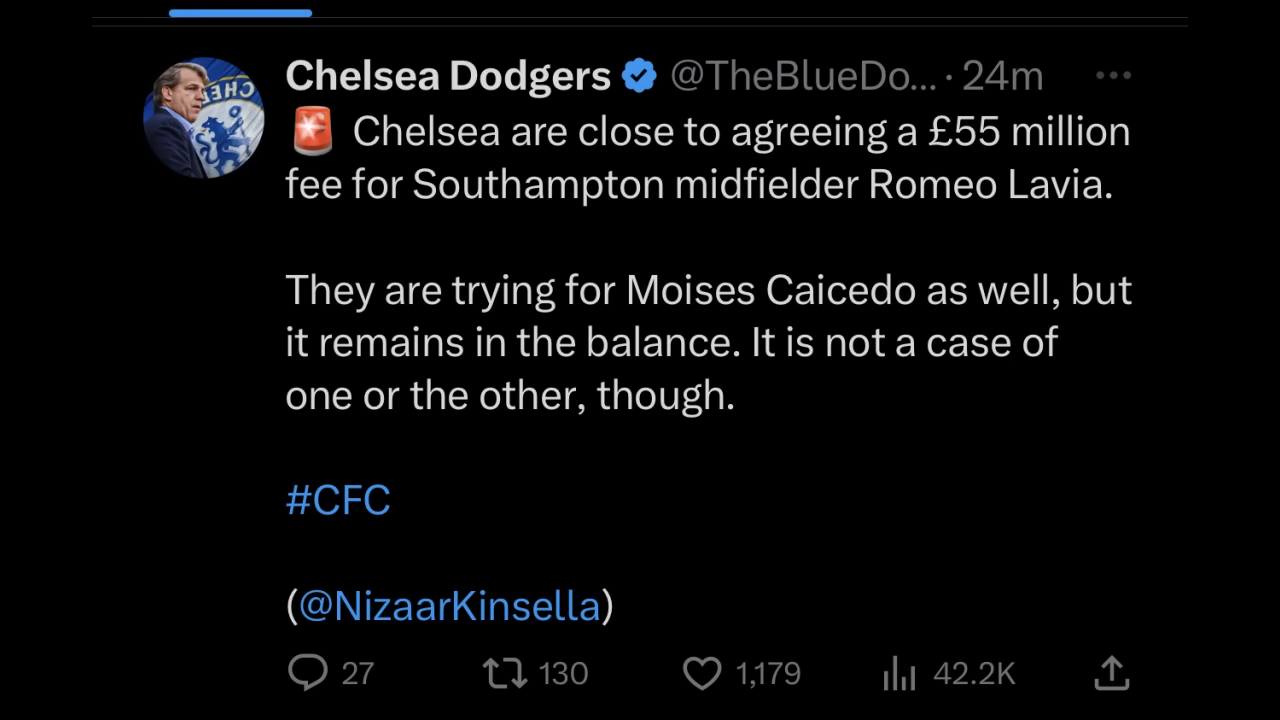 Chelsea Dodgers @TheBlueDo... · 24m
🚨 Chelsea are close to agreeing a £55 million
fee for Southampton midfielder Romeo Lavia.
They are trying for Moises Caicedo as well, but
it remains in the balance. It is not a case of
one or the other, though.
#CFC
(@NizaarKinsella)
27 130 1,179 42.2K